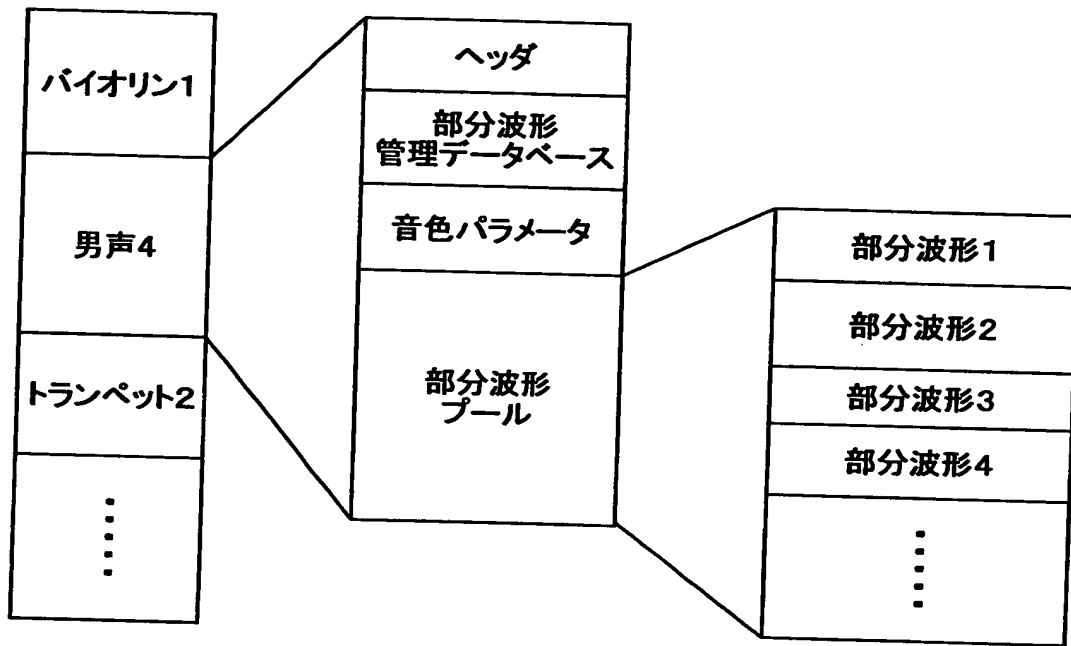 バイオリン1
男声4
トランペット2
ヘッダ
部分波形
管理データベース
音色パラメータ
部分波形
プール
部分波形1
部分波形2
部分波形3
部分波形4